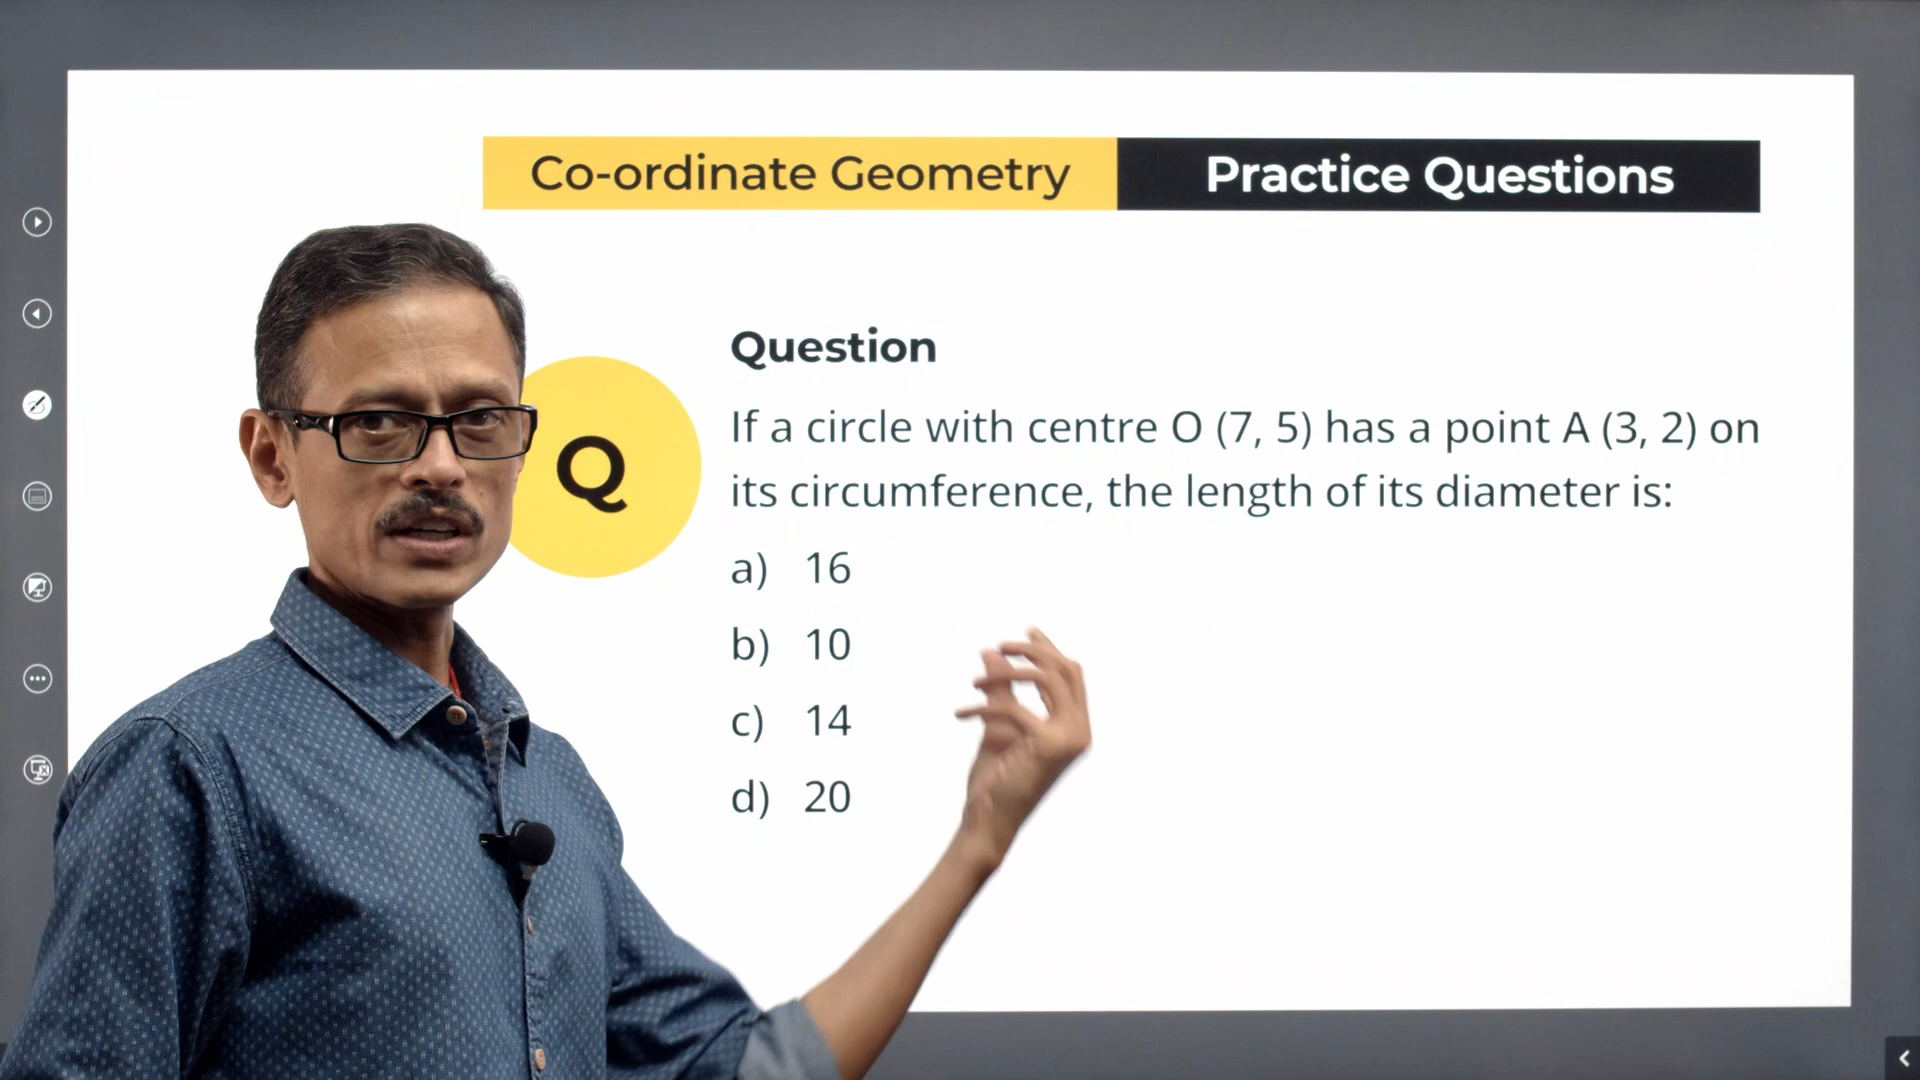 Co-ordinate Geometry Practice Questions
Question
Q
If a circle with centre O (7, 5) has a point A (3, 2) on
its circumference, the length of its diameter is:
a) 16
b) 10
c) 14
d) 20